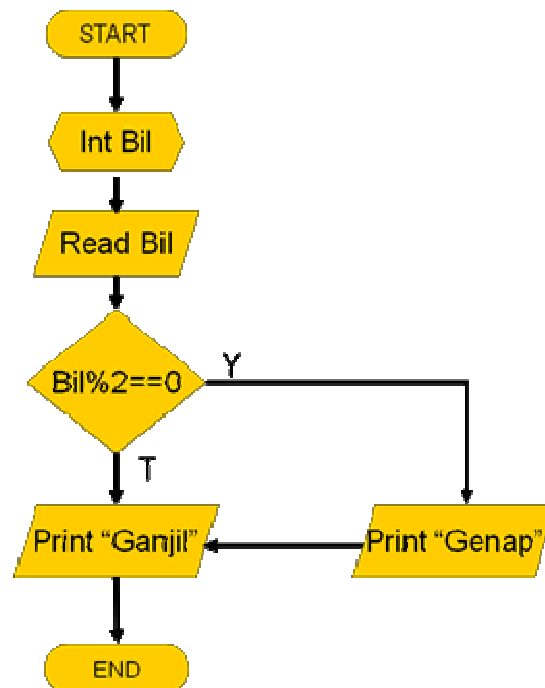 START
Int Bil
Read Bil
Bil%2==0
Y
T
Print “Ganjil”
Print “Genap”
END